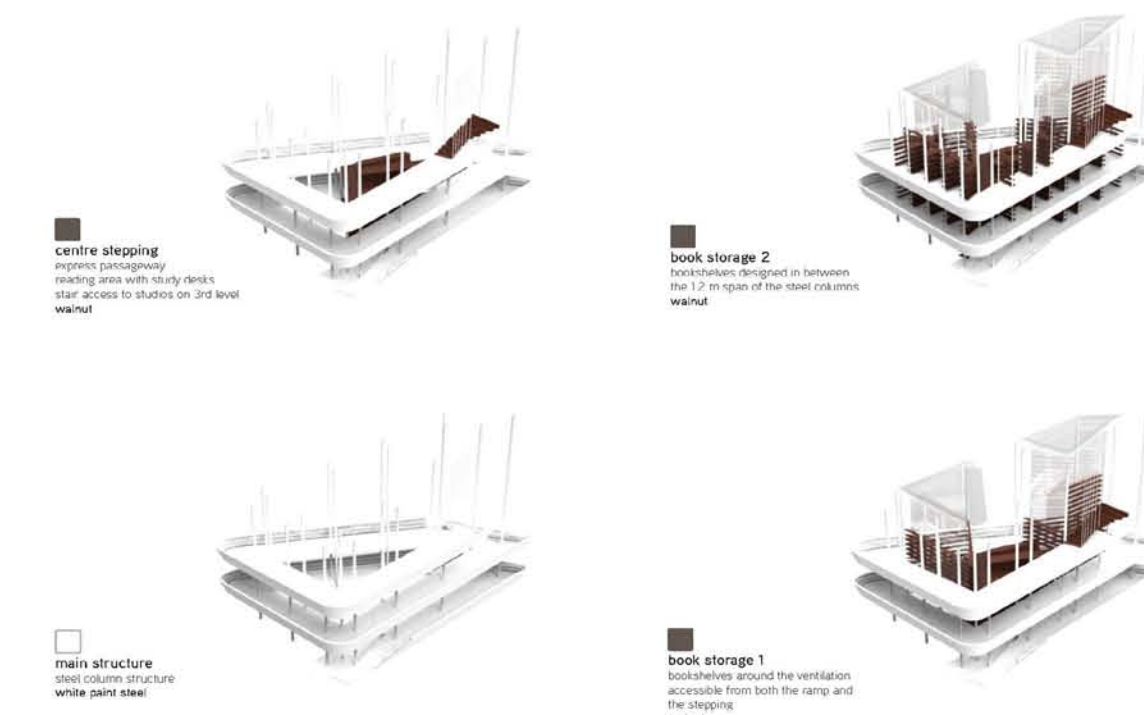 centre stepping
express passageway
reading area with study desks
stair access to studios on 3rd level
walnut
book storage 2
bookshelves designed in between
the 1.2 m span of the steel columns
walnut
main structure
steel column structure
white paint steel
book storage 1
bookshelves around the ventilation
accessible from both the ramp and
the stepping